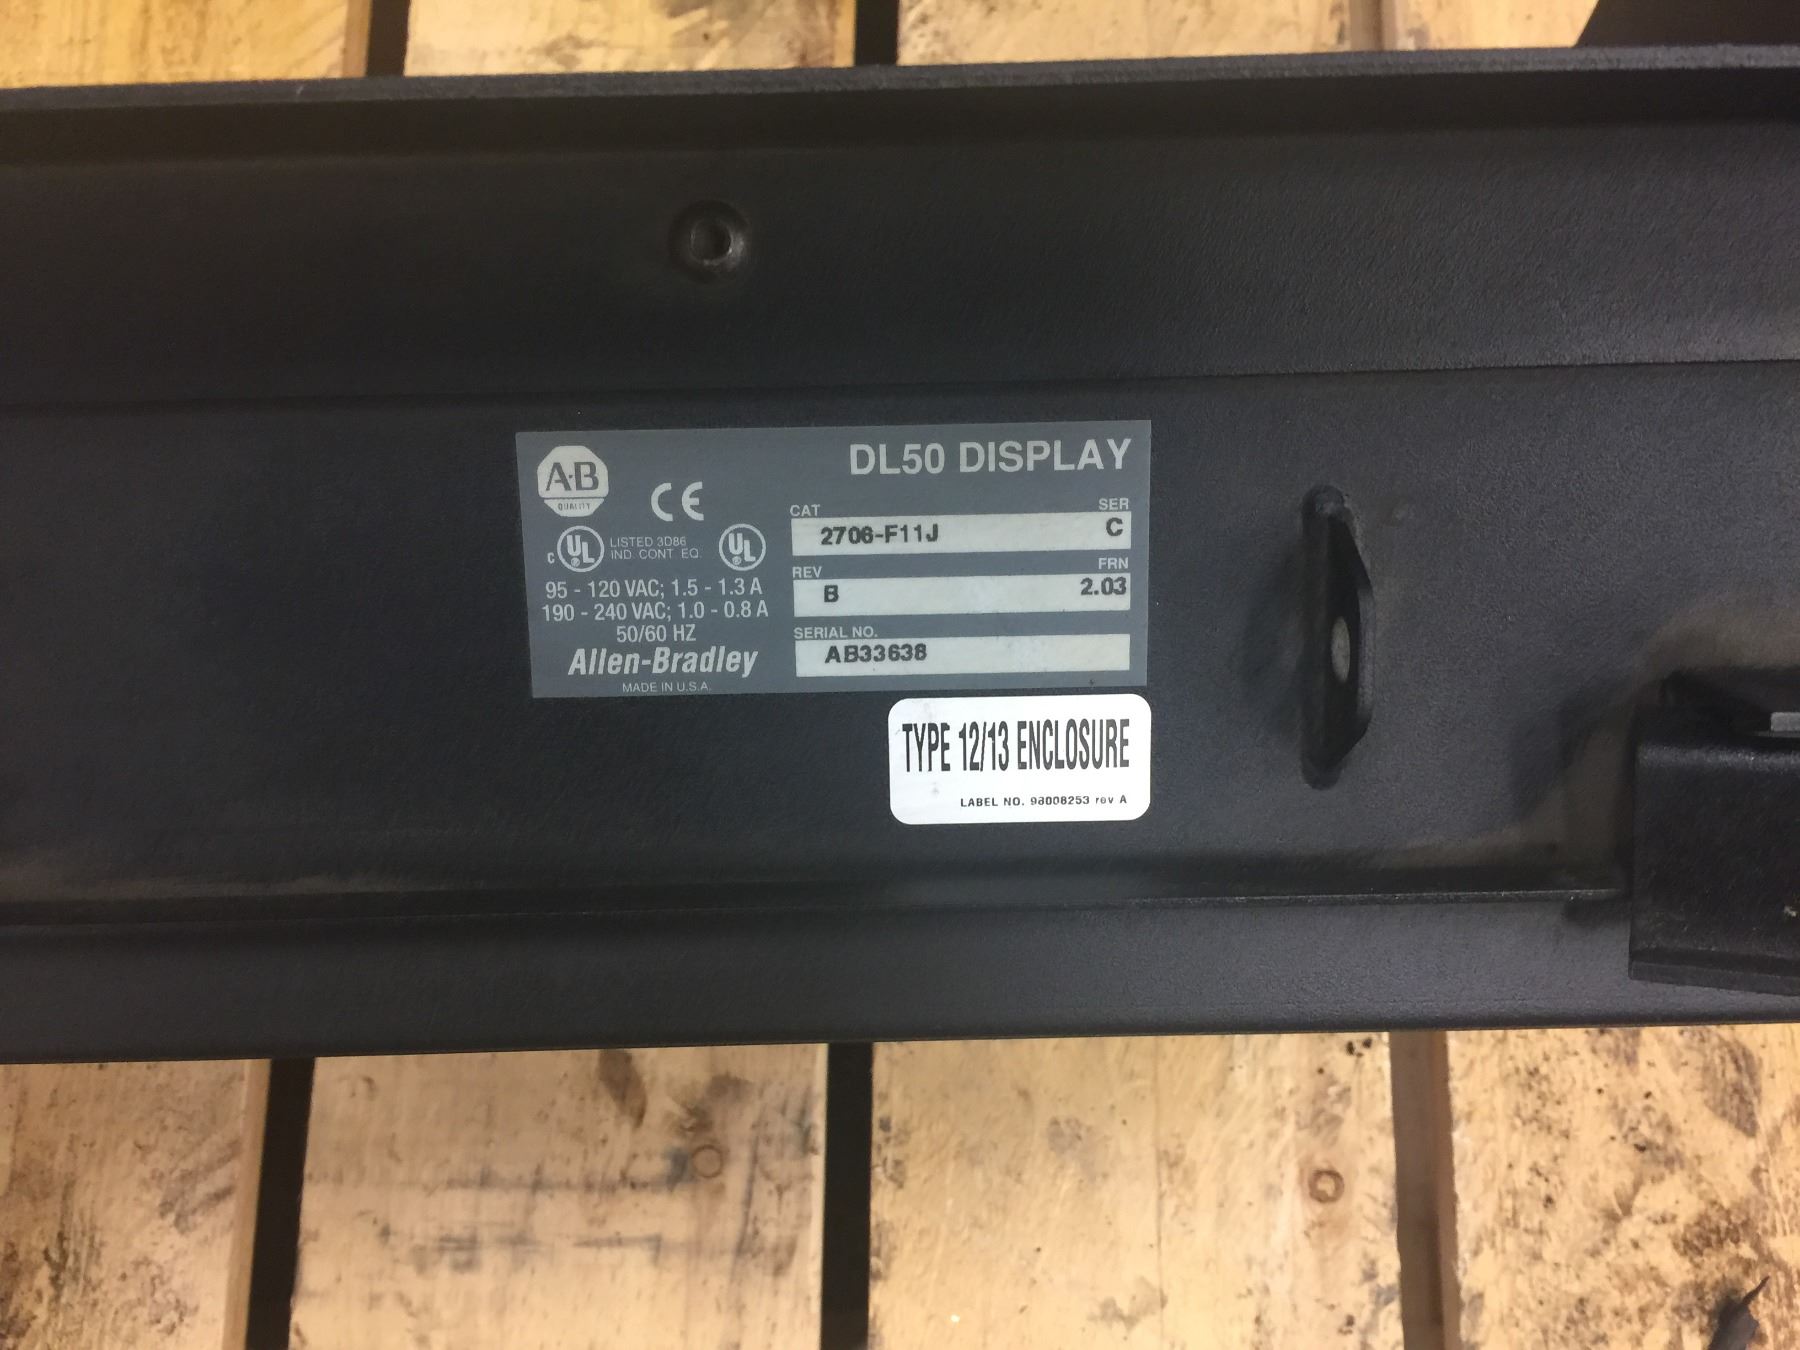 A·B
QUALITY
CE
DL50 DISPLAY
CAT
SER
2706-F11J
C
C UL ®
LISTED 3D86
IND. CONT. EQ.
UL ®
REV
FRN
B
2.03
95 - 120 VAC; 1.5 - 1.3 A
190 - 240 VAC; 1.0 - 0.8 A
50/60 HZ
SERIAL NO.
AB33638
Allen-Bradley
MADE IN U.S.A.
TYPE 12/13 ENCLOSURE
LABEL NO. 98008253 rev A